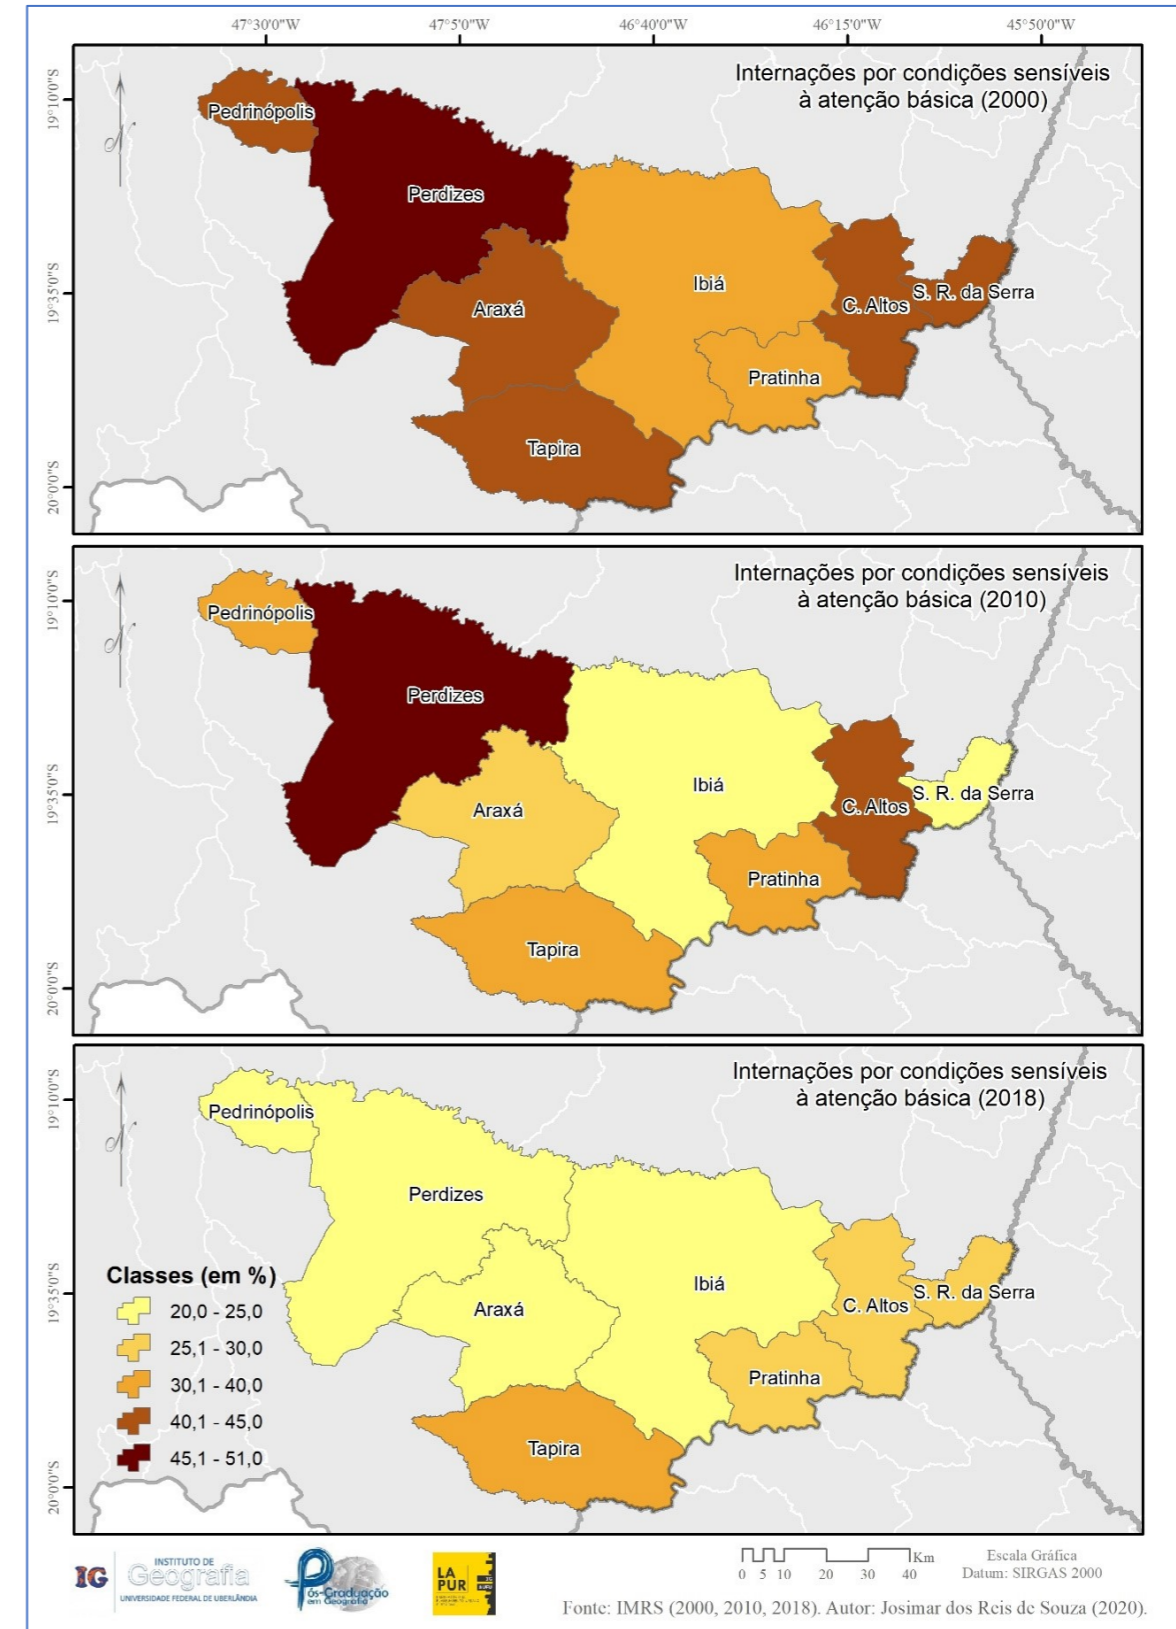 47°30'0"W 47°5'0"W 46°40'0"W 46°15'0"W 45°50'0"W
Internações por condições sensíveis
à atenção básica (2000)
19°10'0"S
Pedrinópolis
Perdizes
Ibiá
19°35'0"S
Araxá
C. Altos
S. R. da Serra
Pratinha
Tapira
20°0'0"S
Internações por condições sensíveis
à atenção básica (2010)
19°10'0"S
Pedrinópolis
Perdizes
Ibiá
19°35'0"S
Araxá
C. Altos
S. R. da Serra
Pratinha
Tapira
20°0'0"S
Internações por condições sensíveis
à atenção básica (2018)
19°10'0"S
Pedrinópolis
Perdizes
Ibiá
19°35'0"S
Araxá
C. Altos
S. R. da Serra
Pratinha
Tapira
20°0'0"S
Classes (em %)
20,0 - 25,0
25,1 - 30,0
30,1 - 40,0
40,1 - 45,0
45,1 - 51,0
IG
INSTITUTO DE
Geografia
UNIVERSIDADE FEDERAL DE UBERLÂNDIA
Pós-Graduação
em Geografia
LA
PUR
Km
0 5 10 20 30 40
Escala Gráfica
Datum: SIRGAS 2000
Fonte: IMRS (2000, 2010, 2018). Autor: Josimar dos Reis de Souza (2020).